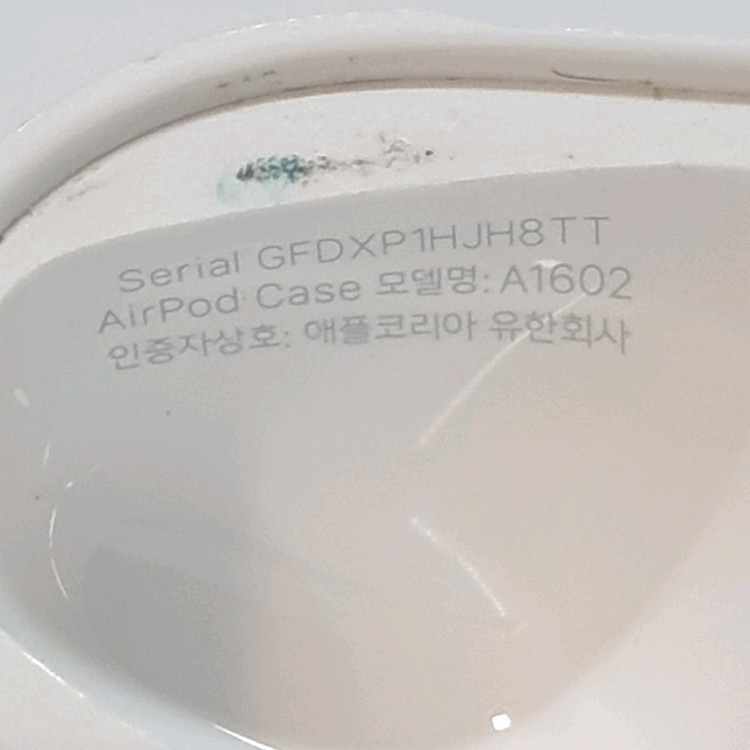 Serial GFDXP1HJH8TT
AirPod Case 모델명: A1602
인증자상호: 애플코리아 유한회사